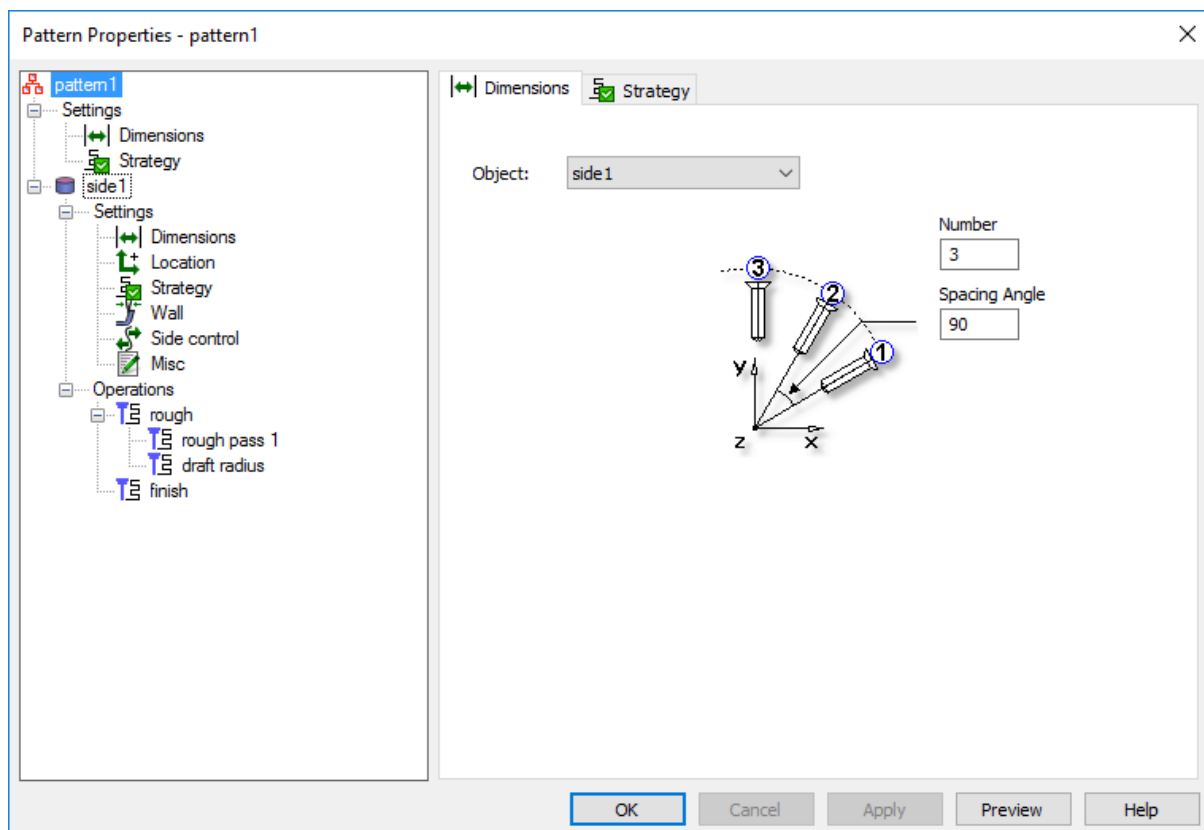 Pattern Properties - pattern1
pattern1
Settings
Dimensions
Strategy
side1
Settings
Dimensions
Location
Strategy
Wall
Side control
Misc
Operations
rough
rough pass 1
draft radius
finish
Dimensions
Strategy
Object: side1
Number
3
Spacing Angle
90
3
2
1
y
z x
OK Cancel Apply Preview Help